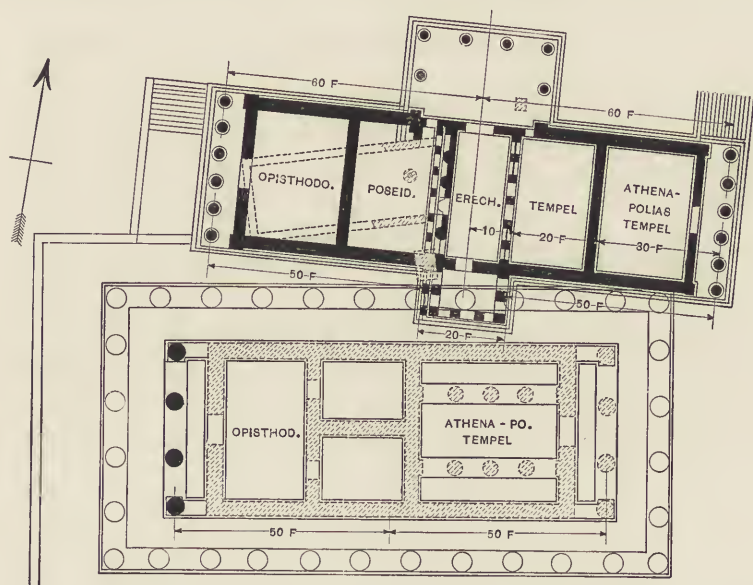 60 F
60 F
OPISTHODO.
POSEID.
ERECH.
TEMPEL
ATHENA-
POLIAS
TEMPEL
10
20 F
30 F
50 F
50 F
20 F
OPISTHOD.
ATHENA - PO.
TEMPEL
50 F
50 F